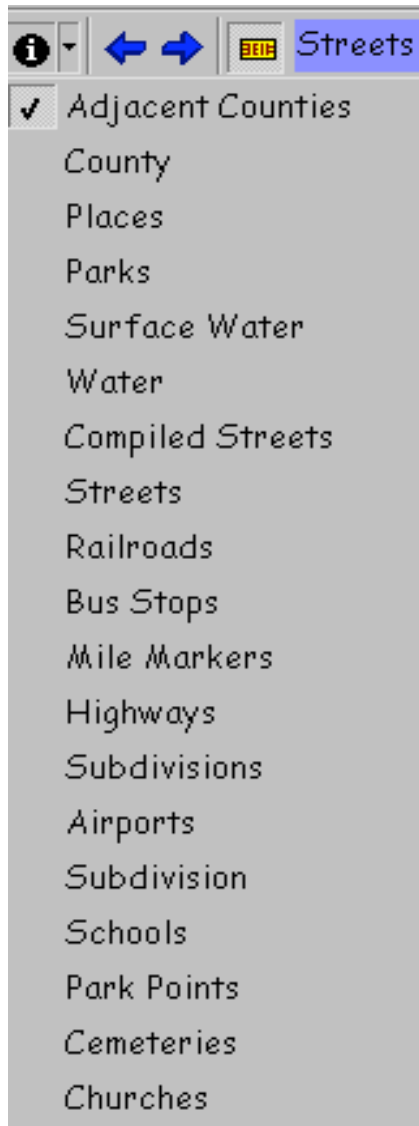 Streets
Adjacent Counties
County
Places
Parks
Surface Water
Water
Compiled Streets
Streets
Railroads
Bus Stops
Mile Markers
Highways
Subdivisions
Airports
Subdivision
Schools
Park Points
Cemeteries
Churches